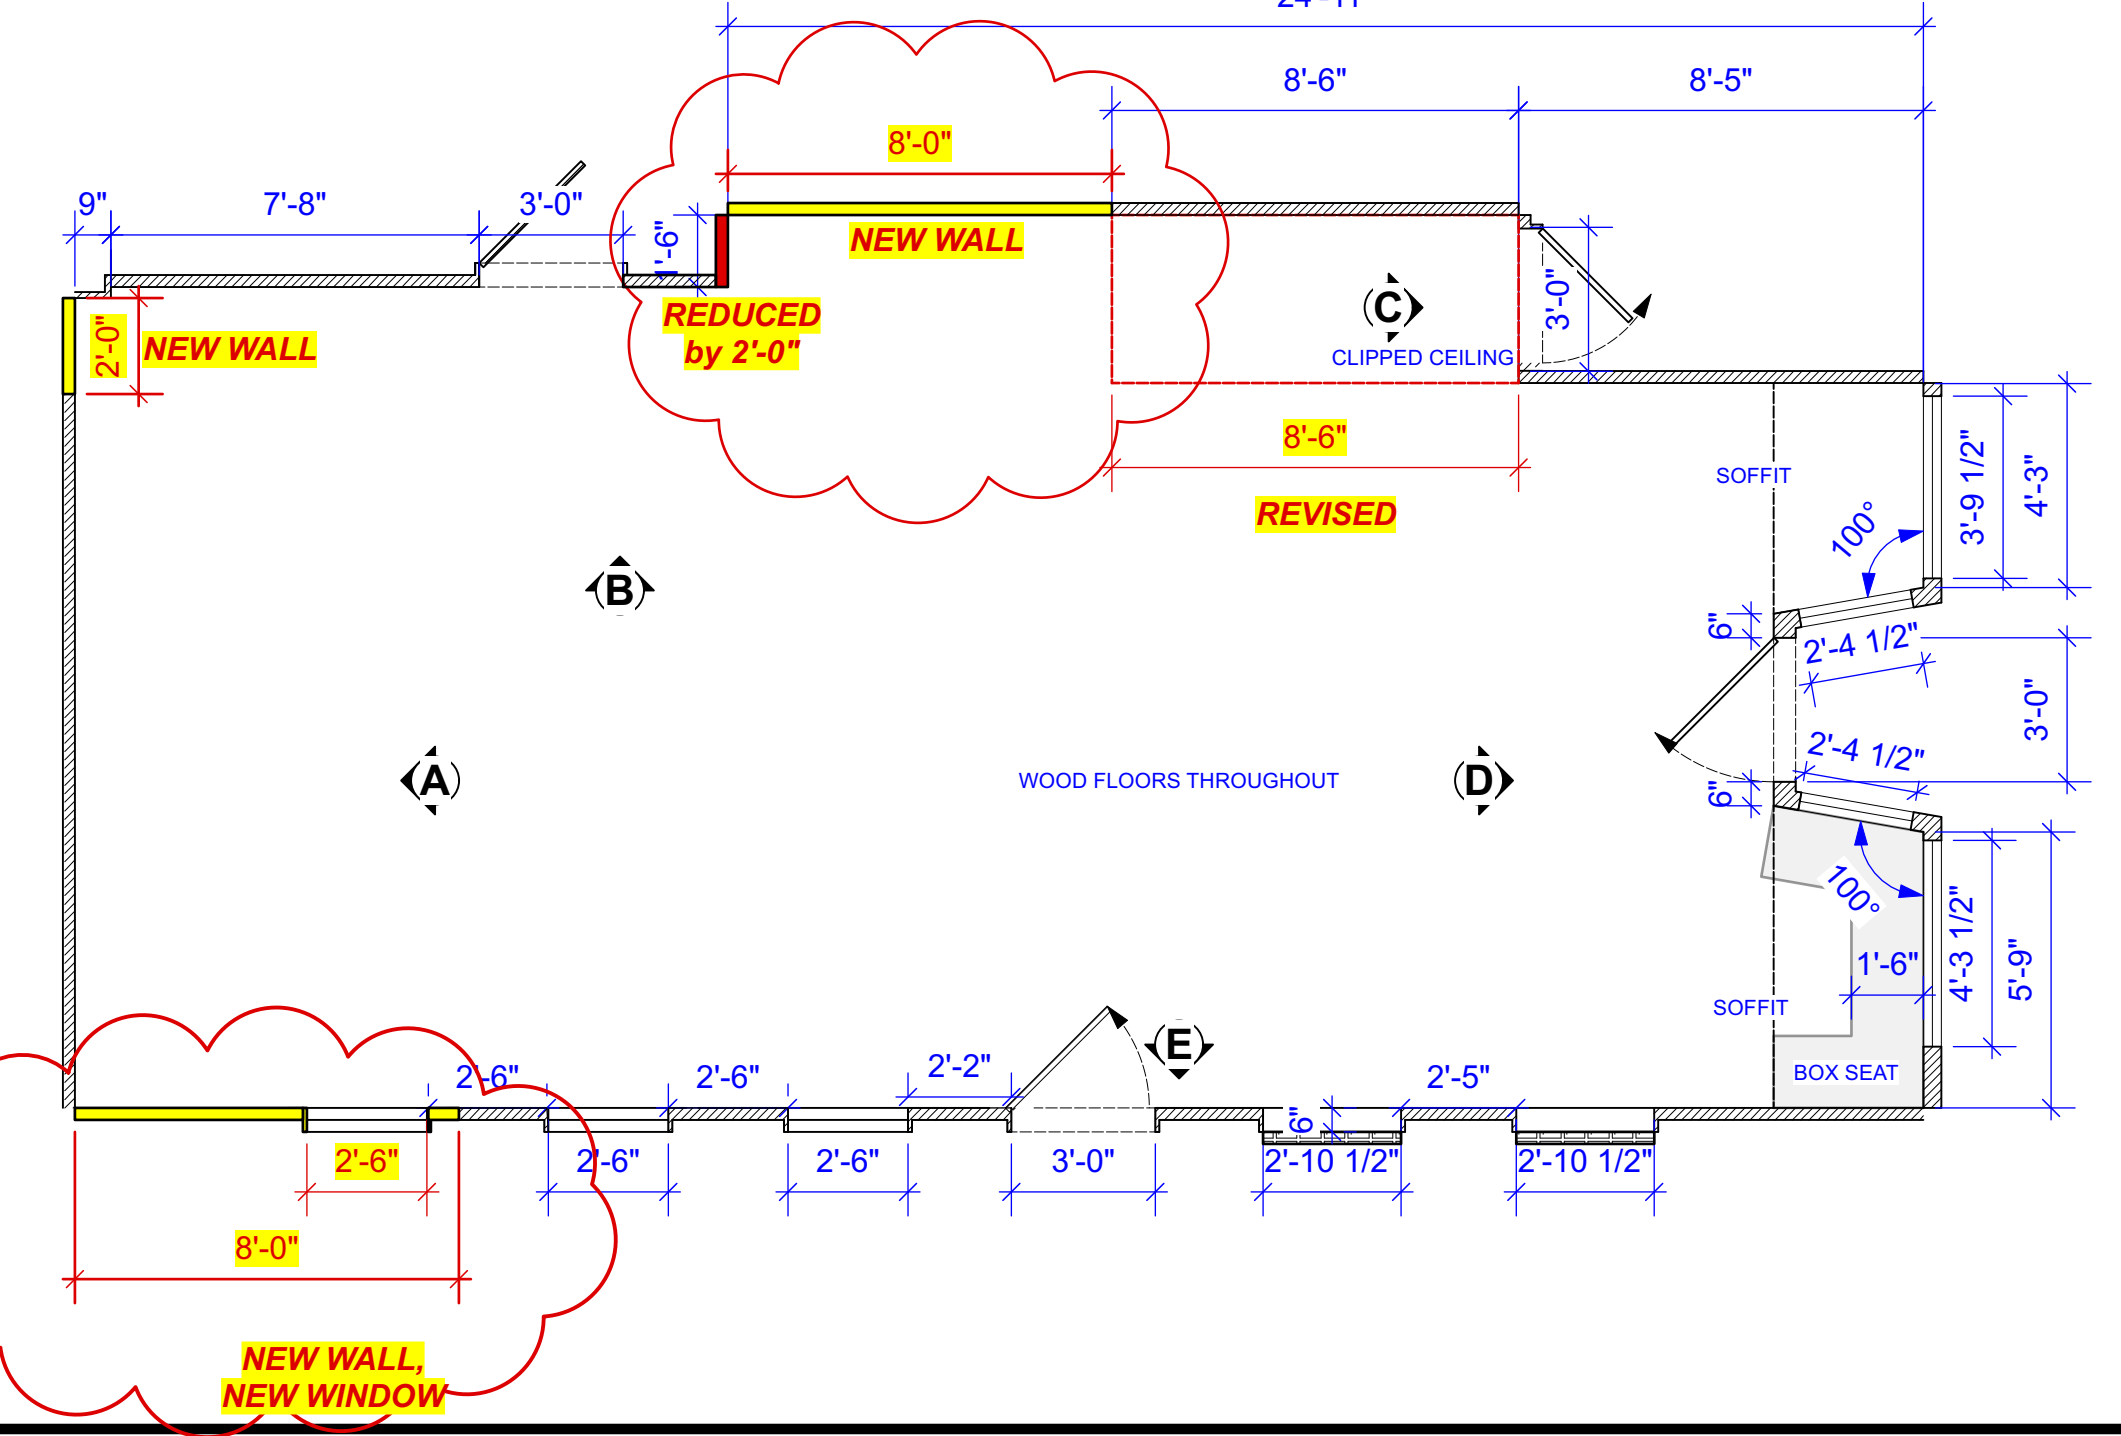 24'-11"
8'-6"
8'-5"
8'-0"
9"
7'-8"
3'-0"
1'-6"
NEW WALL
REDUCED
by 2'-0"
2'-0"
NEW WALL
C
CLIPPED CEILING
3'-0"
8'-6"
REVISED
SOFFIT
100°
3'-9 1/2"
4'-3"
B
6"
2'-4 1/2"
3'-0"
A
WOOD FLOORS THROUGHOUT
D
2'-4 1/2"
6"
100°
4'-3 1/2"
5'-9"
1'-6"
SOFFIT
BOX SEAT
E
2'-6"
2'-6"
2'-2"
2'-5"
6"
2'-6"
2'-6"
2'-6"
3'-0"
2'-10 1/2"
2'-10 1/2"
8'-0"
NEW WALL,
NEW WINDOW